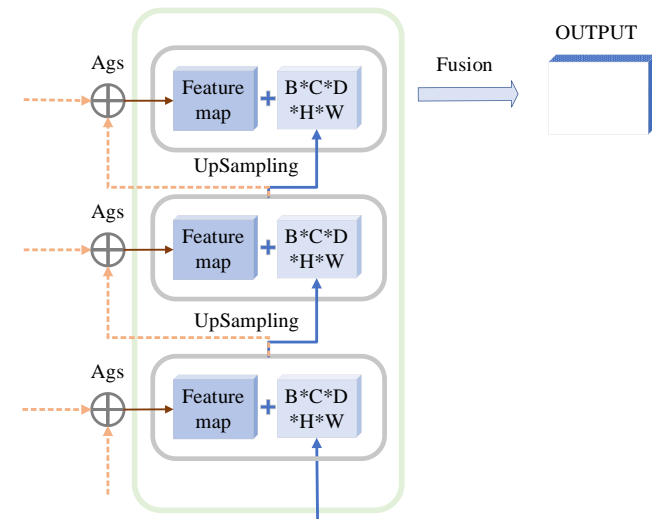 OUTPUT
Ags
Fusion
Feature
map
B*C*D
*H*W
UpSampling
Ags
Feature
map
B*C*D
*H*W
UpSampling
Ags
Feature
map
B*C*D
*H*W